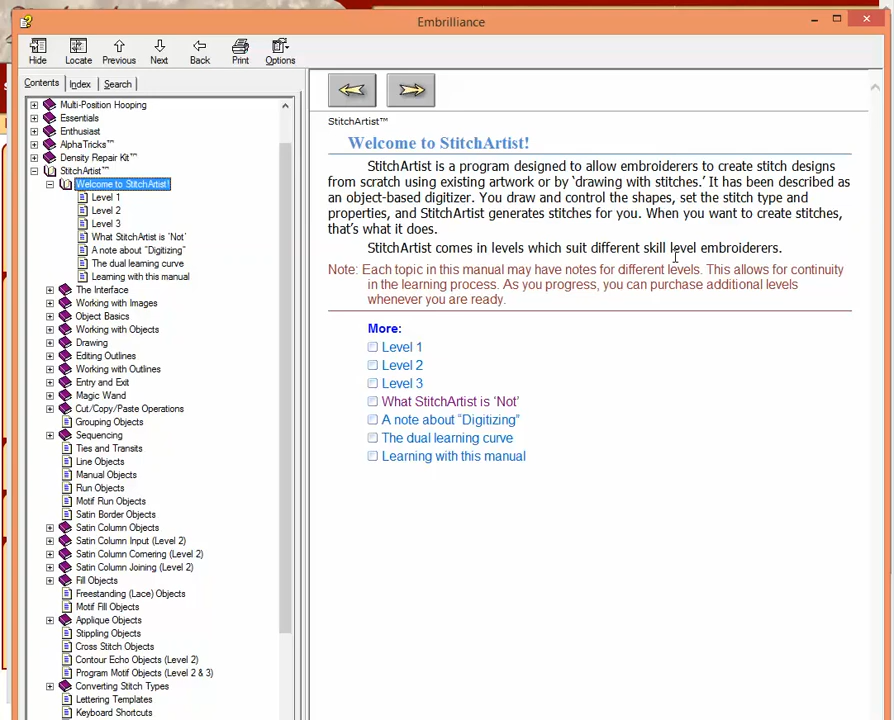 Embrilliance
Hide
Locate
Previous
Next
Back
Print
Options
Contents
Index
Search
Multi-Position Hooping
Essentials
Enthusiast
AlphaTricks™
Density Repair Kit™
StitchArtist™
Welcome to StitchArtist!
Level 1
Level 2
Level 3
What StitchArtist is 'Not'
A note about "Digitizing"
The dual learning curve
Learning with this manual
The Interface
Working with Images
Object Basics
Working with Objects
Drawing
Editing Outlines
Working with Outlines
Entry and Exit
Magic Wand
Cut/Copy/Paste Operations
Grouping Objects
Sequencing
Ties and Transits
Line Objects
Manual Objects
Run Objects
Motif Run Objects
Satin Border Objects
Satin Column Objects
Satin Column Input (Level 2)
Satin Column Cornering (Level 2)
Satin Column Joining (Level 2)
Fill Objects
Freestanding (Lace) Objects
Motif Fill Objects
Applique Objects
Stippling Objects
Cross Stitch Objects
Contour Echo Objects (Level 2)
Program Motif Objects (Level 2 & 3)
Converting Stitch Types
Lettering Templates
Keyboard Shortcuts
StitchArtist™
Welcome to StitchArtist!
StitchArtist is a program designed to allow embroiderers to create stitch designs
from scratch using existing artwork or by 'drawing with stitches.' It has been described as
an object-based digitizer. You draw and control the shapes, set the stitch type and
properties, and StitchArtist generates stitches for you. When you want to create stitches,
that's what it does.
StitchArtist comes in levels which suit different skill level embroiderers.
Note: Each topic in this manual may have notes for different levels. This allows for continuity
in the learning process. As you progress, you can purchase additional levels
whenever you are ready.
More:
Level 1
Level 2
Level 3
What StitchArtist is 'Not'
A note about "Digitizing"
The dual learning curve
Learning with this manual